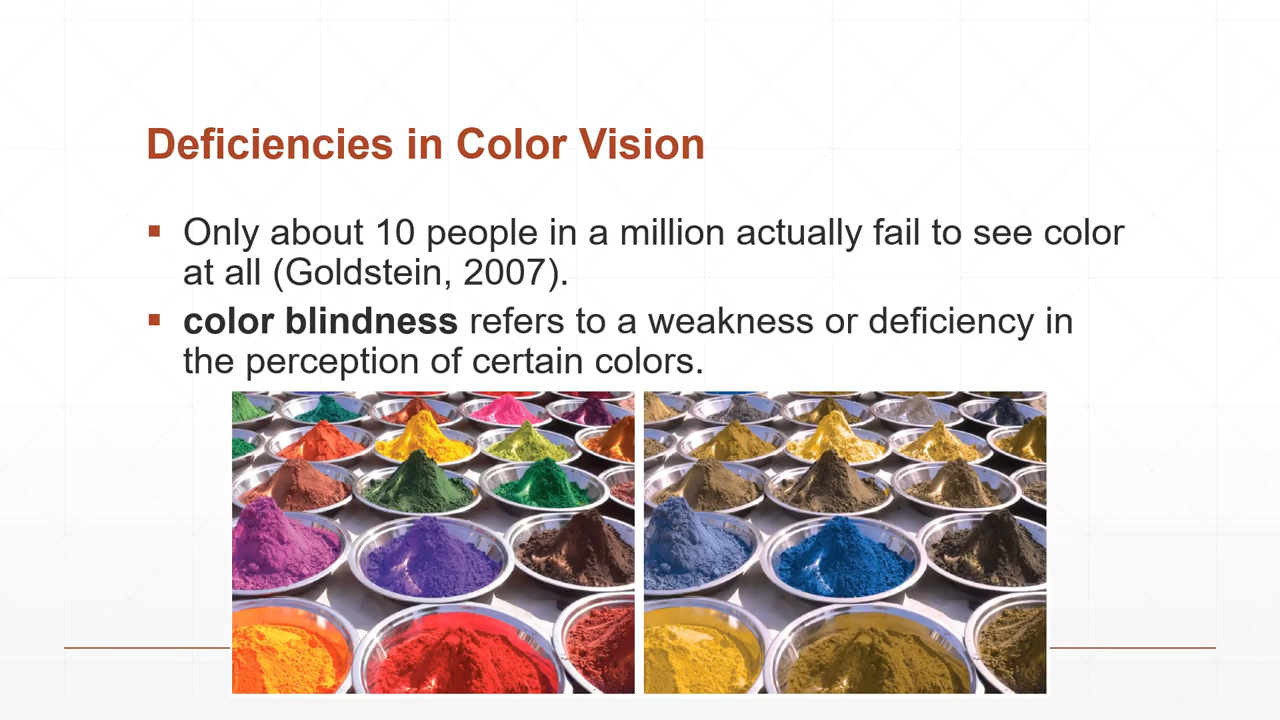 Deficiencies in Color Vision
Only about 10 people in a million actually fail to see color
at all (Goldstein, 2007).
color blindness refers to a weakness or deficiency in
the perception of certain colors.